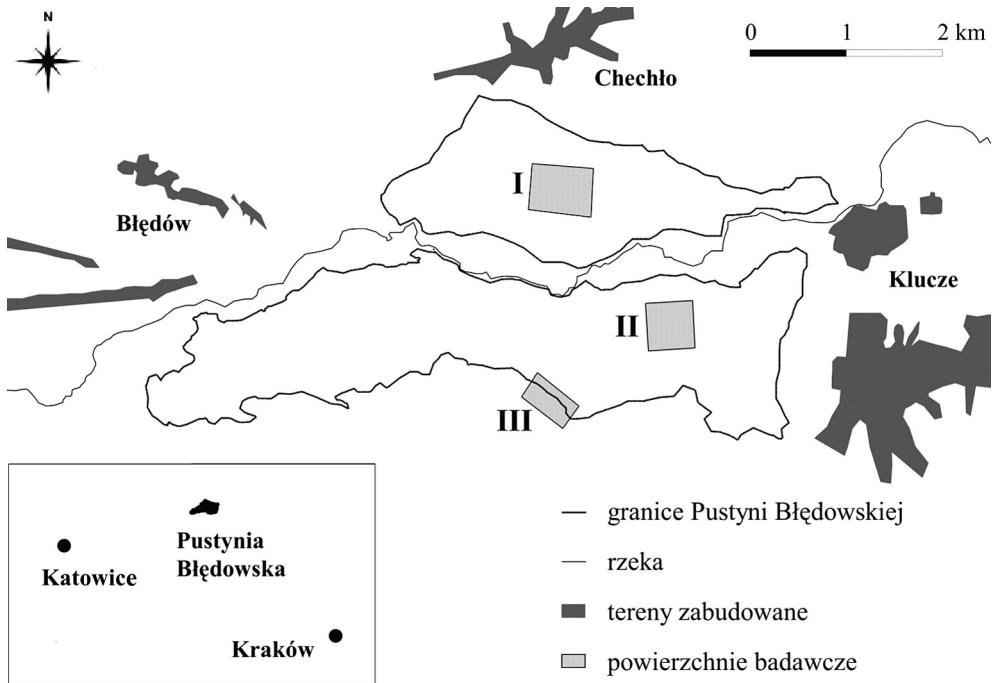 N
0 1 2 km
Chechło
I
Błędów
Klucze
II
III
Pustynia
Błędowska
Katowice
Kraków
granice Pustyni Błędowskiej
rzeka
tereny zabudowane
powierzchnie badawcze